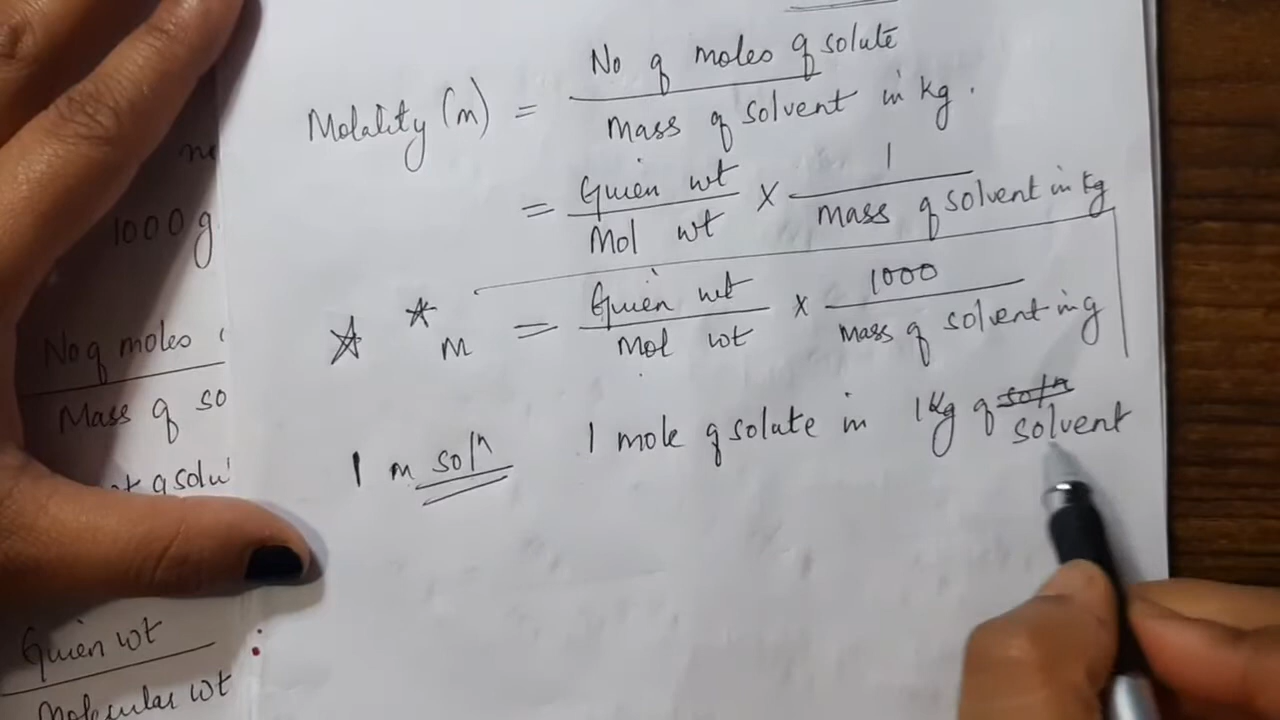 Molality (m) = No of moles of solute / Mass of solvent in kg.
= Given wt / Mol wt × 1 / Mass of solvent in kg
m = Given wt / Mol wt × 1000 / Mass of solvent in g
1 m soln 1 mole of solute in 1kg of soln solvent
1000 g
No of moles
Mass of so
Given wt
Molecular wt